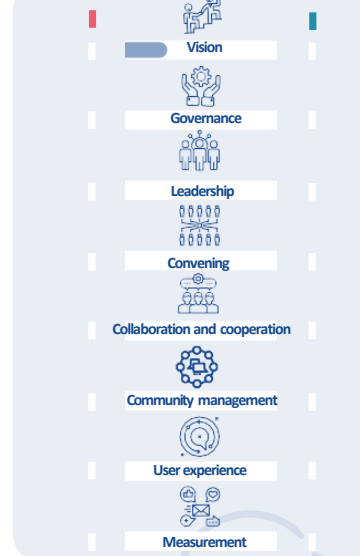 Vision
Governance
Leadership
Convening
Collaboration and cooperation
Community management
User experience
Measurement